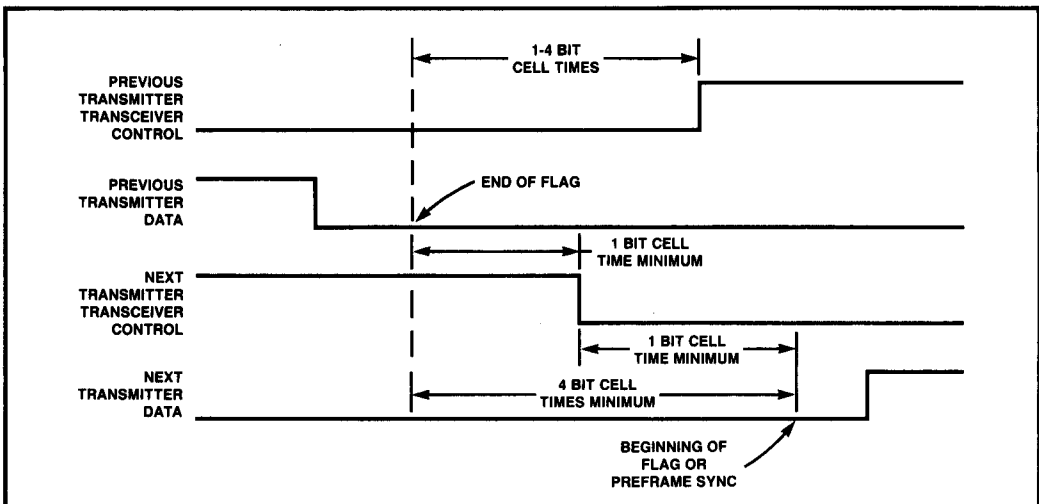 1-4 BIT
CELL TIMES
PREVIOUS
TRANSMITTER
TRANSCEIVER
CONTROL
PREVIOUS
TRANSMITTER
DATA
END OF FLAG
1 BIT CELL
TIME MINIMUM
NEXT
TRANSMITTER
TRANSCEIVER
CONTROL
1 BIT CELL
TIME MINIMUM
NEXT
TRANSMITTER
DATA
4 BIT CELL
TIMES MINIMUM
BEGINNING OF
FLAG OR
PREFRAME SYNC